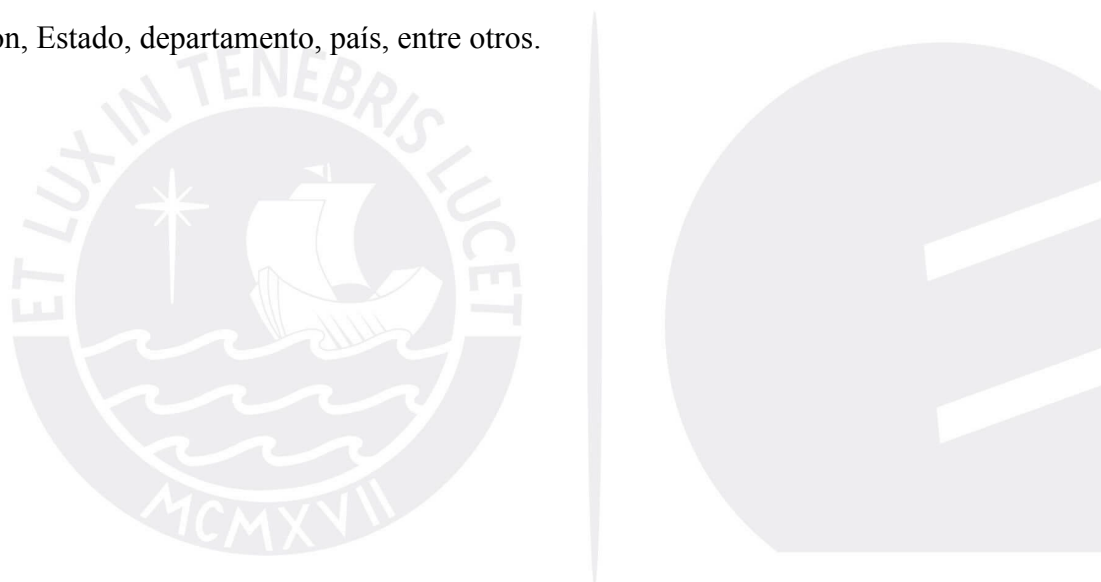 on, Estado, departamento, país, entre otros.
ET LUX IN TENEBRIS LUCET
MCMXVII